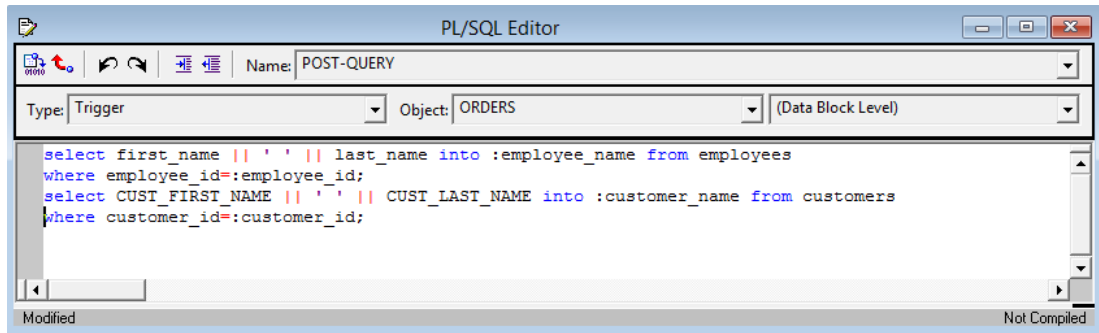 PL/SQL Editor
Name: POST-QUERY
Type: Trigger Object: ORDERS (Data Block Level)
select first_name || ' ' || last_name into :employee_name from employees
where employee_id=:employee_id;
select CUST_FIRST_NAME || ' ' || CUST_LAST_NAME into :customer_name from customers
where customer_id=:customer_id;
Modified Not Compiled